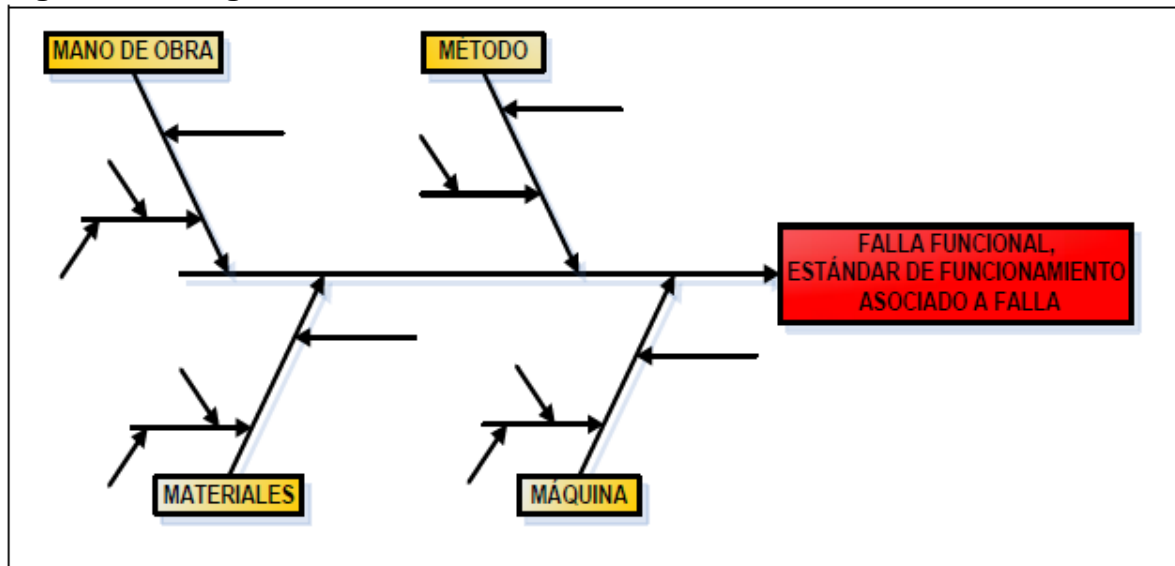 MANO DE OBRA
MÉTODO
FALLA FUNCIONAL,
ESTÁNDAR DE FUNCIONAMIENTO
ASOCIADO A FALLA
MATERIALES
MÁQUINA